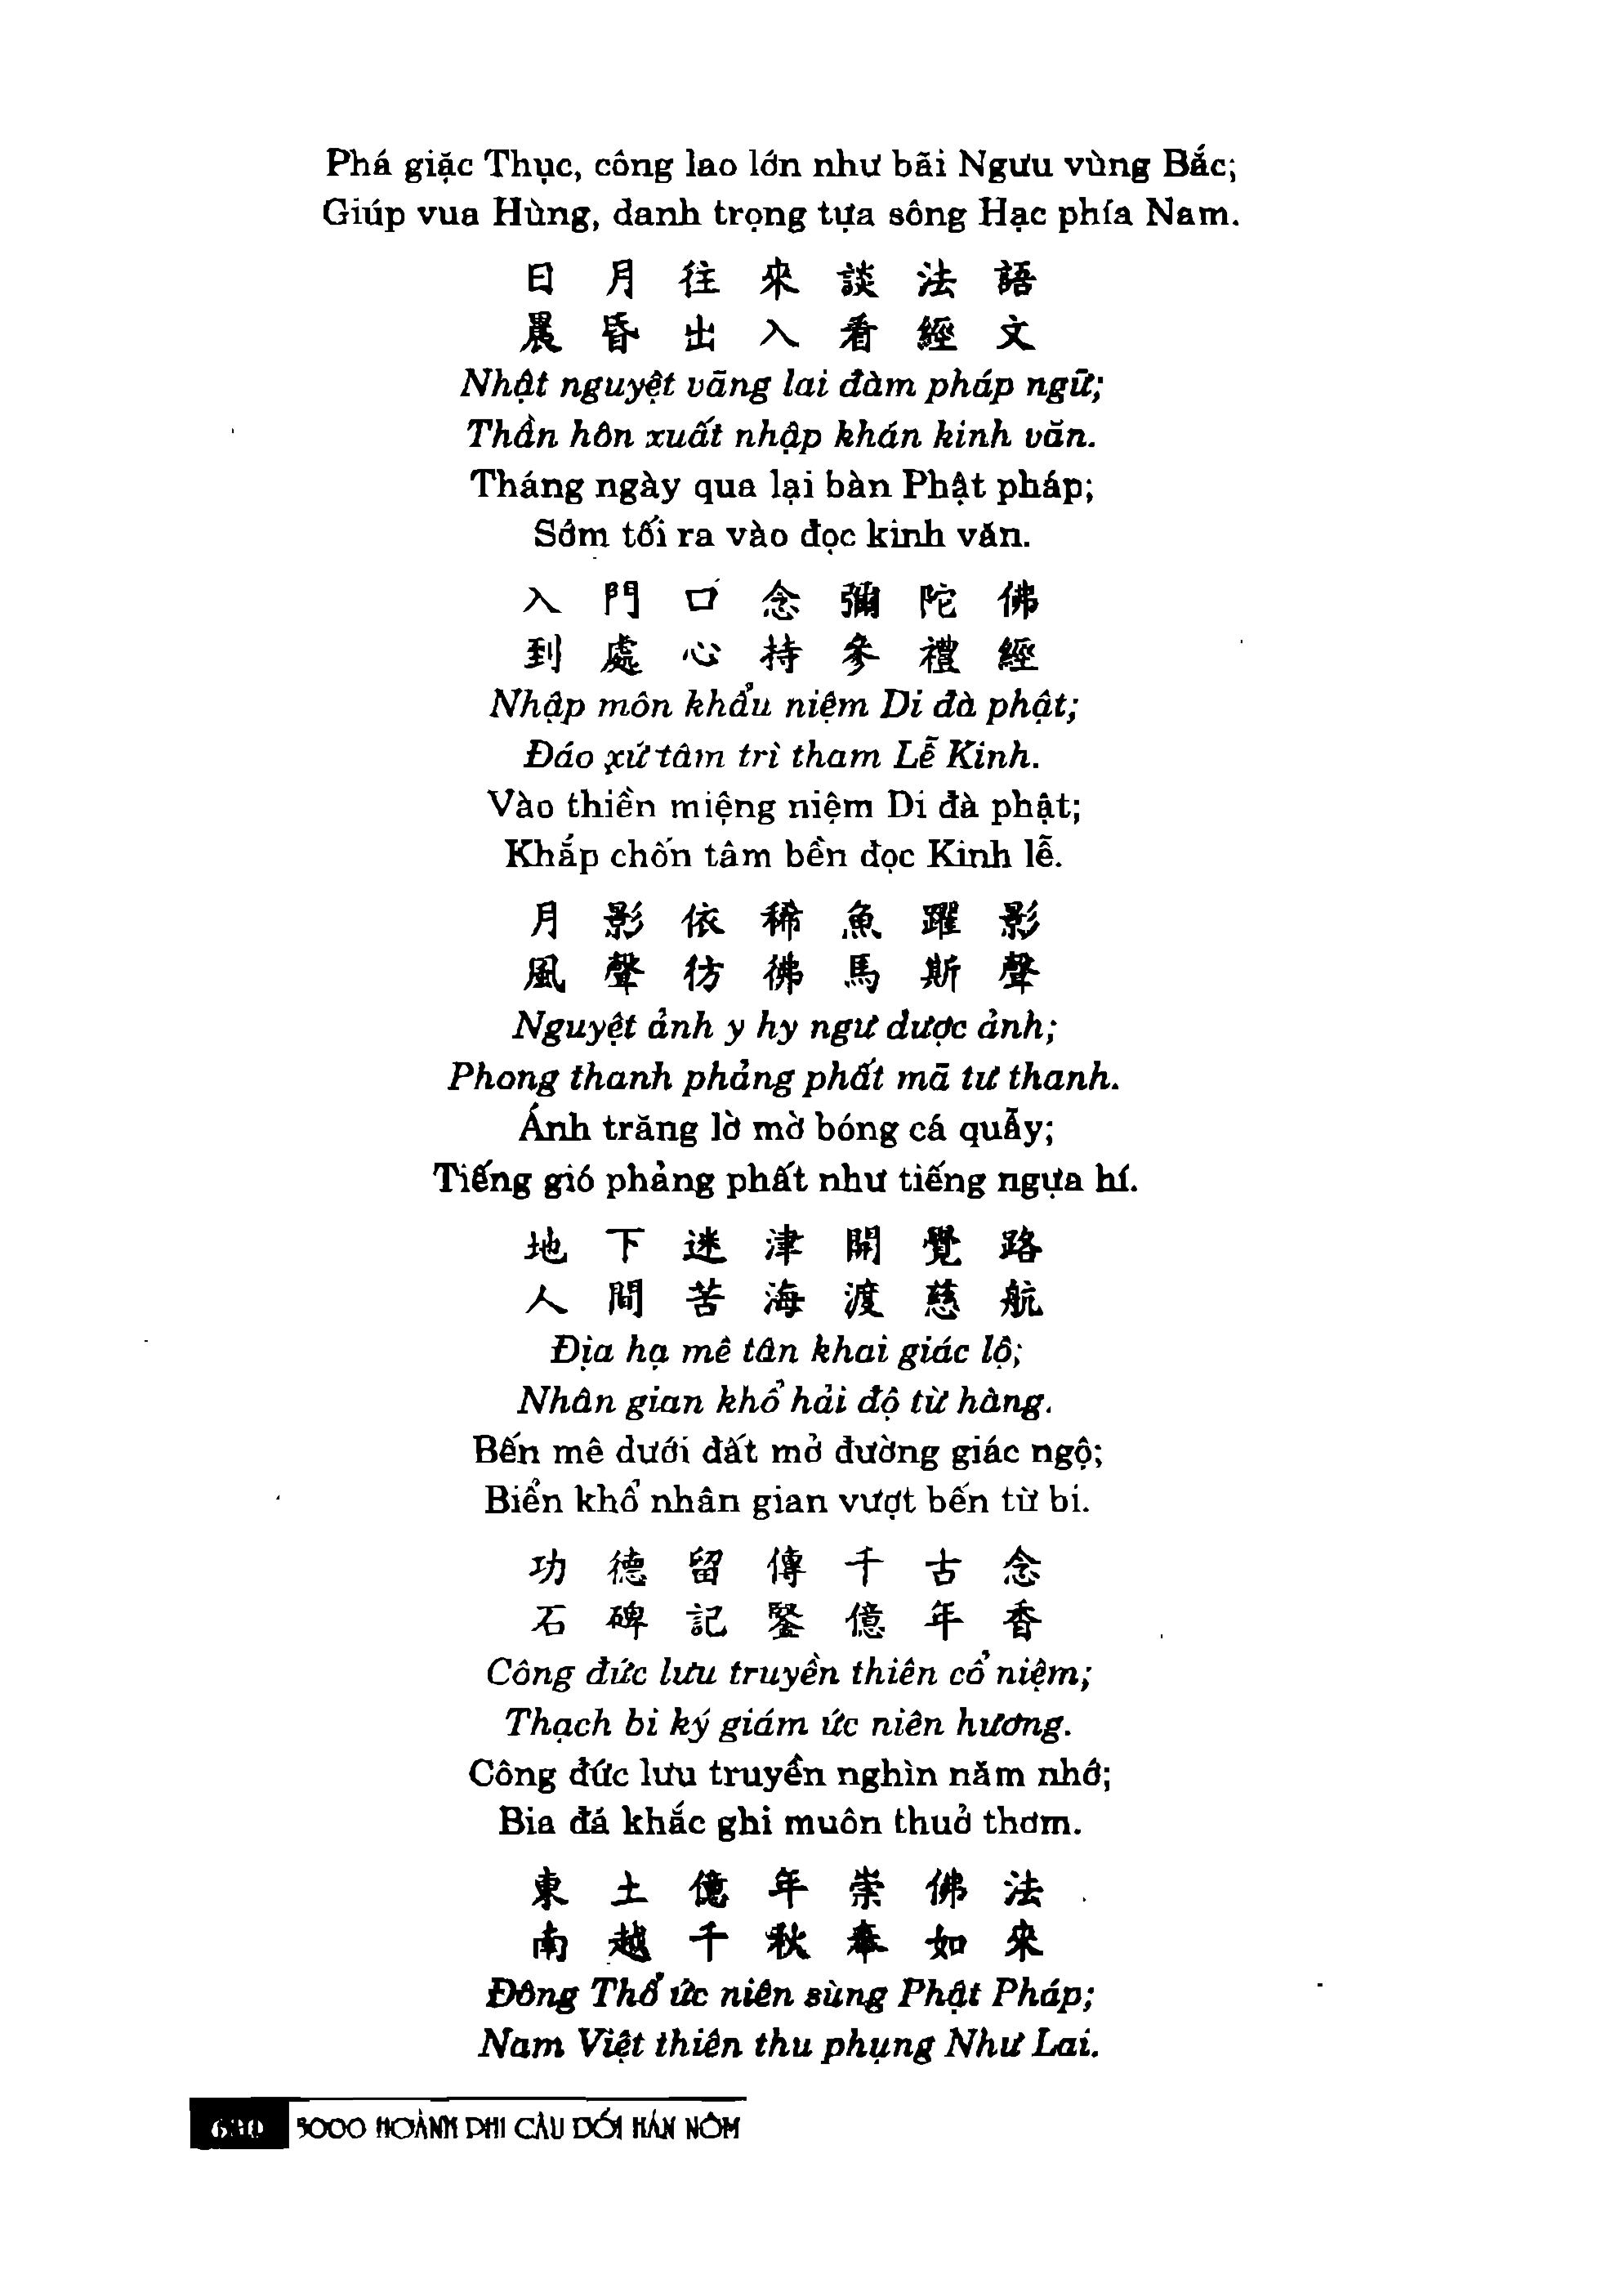 Phá giặc Thục, công lao lớn như bãi Ngưu vùng Bắc;
Giúp vua Hùng, danh trọng tựa sông Hạc phía Nam.
日月往來談法語
晨昏出入看經文
Nhật nguyệt vãng lai đàm pháp ngữ;
Thần hôn xuất nhập khán kinh văn.
Tháng ngày qua lại bàn Phật pháp;
Sớm tối ra vào đọc kinh văn.
入門口念彌陀佛
到處心持參禮經
Nhập môn khẩu niệm Di đà phật;
Đáo xứ tâm trì tham Lễ Kinh.
Vào thiền miệng niệm Di đà phật;
Khắp chốn tâm bền đọc Kinh lễ.
月影依稀魚躍影
風聲彷彿馬斯聲
Nguyệt ảnh y hy ngư dược ảnh;
Phong thanh phảng phất mã tư thanh.
Ánh trăng lờ mờ bóng cá quẫy;
Tiếng gió phảng phất như tiếng ngựa hí.
地下迷津開覺路
人間苦海渡慈航
Địa hạ mê tân khai giác lộ;
Nhân gian khổ hải độ từ hàng.
Bến mê dưới đất mở đường giác ngộ;
Biển khổ nhân gian vượt bến từ bi.
功德留傳千古念
石碑記鋻億年香
Công đức lưu truyền thiên cổ niệm;
Thạch bi ký giám ức niên hương.
Công đức lưu truyền nghìn năm nhớ;
Bia đá khắc ghi muôn thuở thơm.
東土億年崇佛法
南越千秋奉如來
Đông Thổ ức niên sùng Phật Pháp;
Nam Việt thiên thu phụng Như Lai.
630 5000 HOÀNH PHI CÂU ĐỐI HÁN NÔM